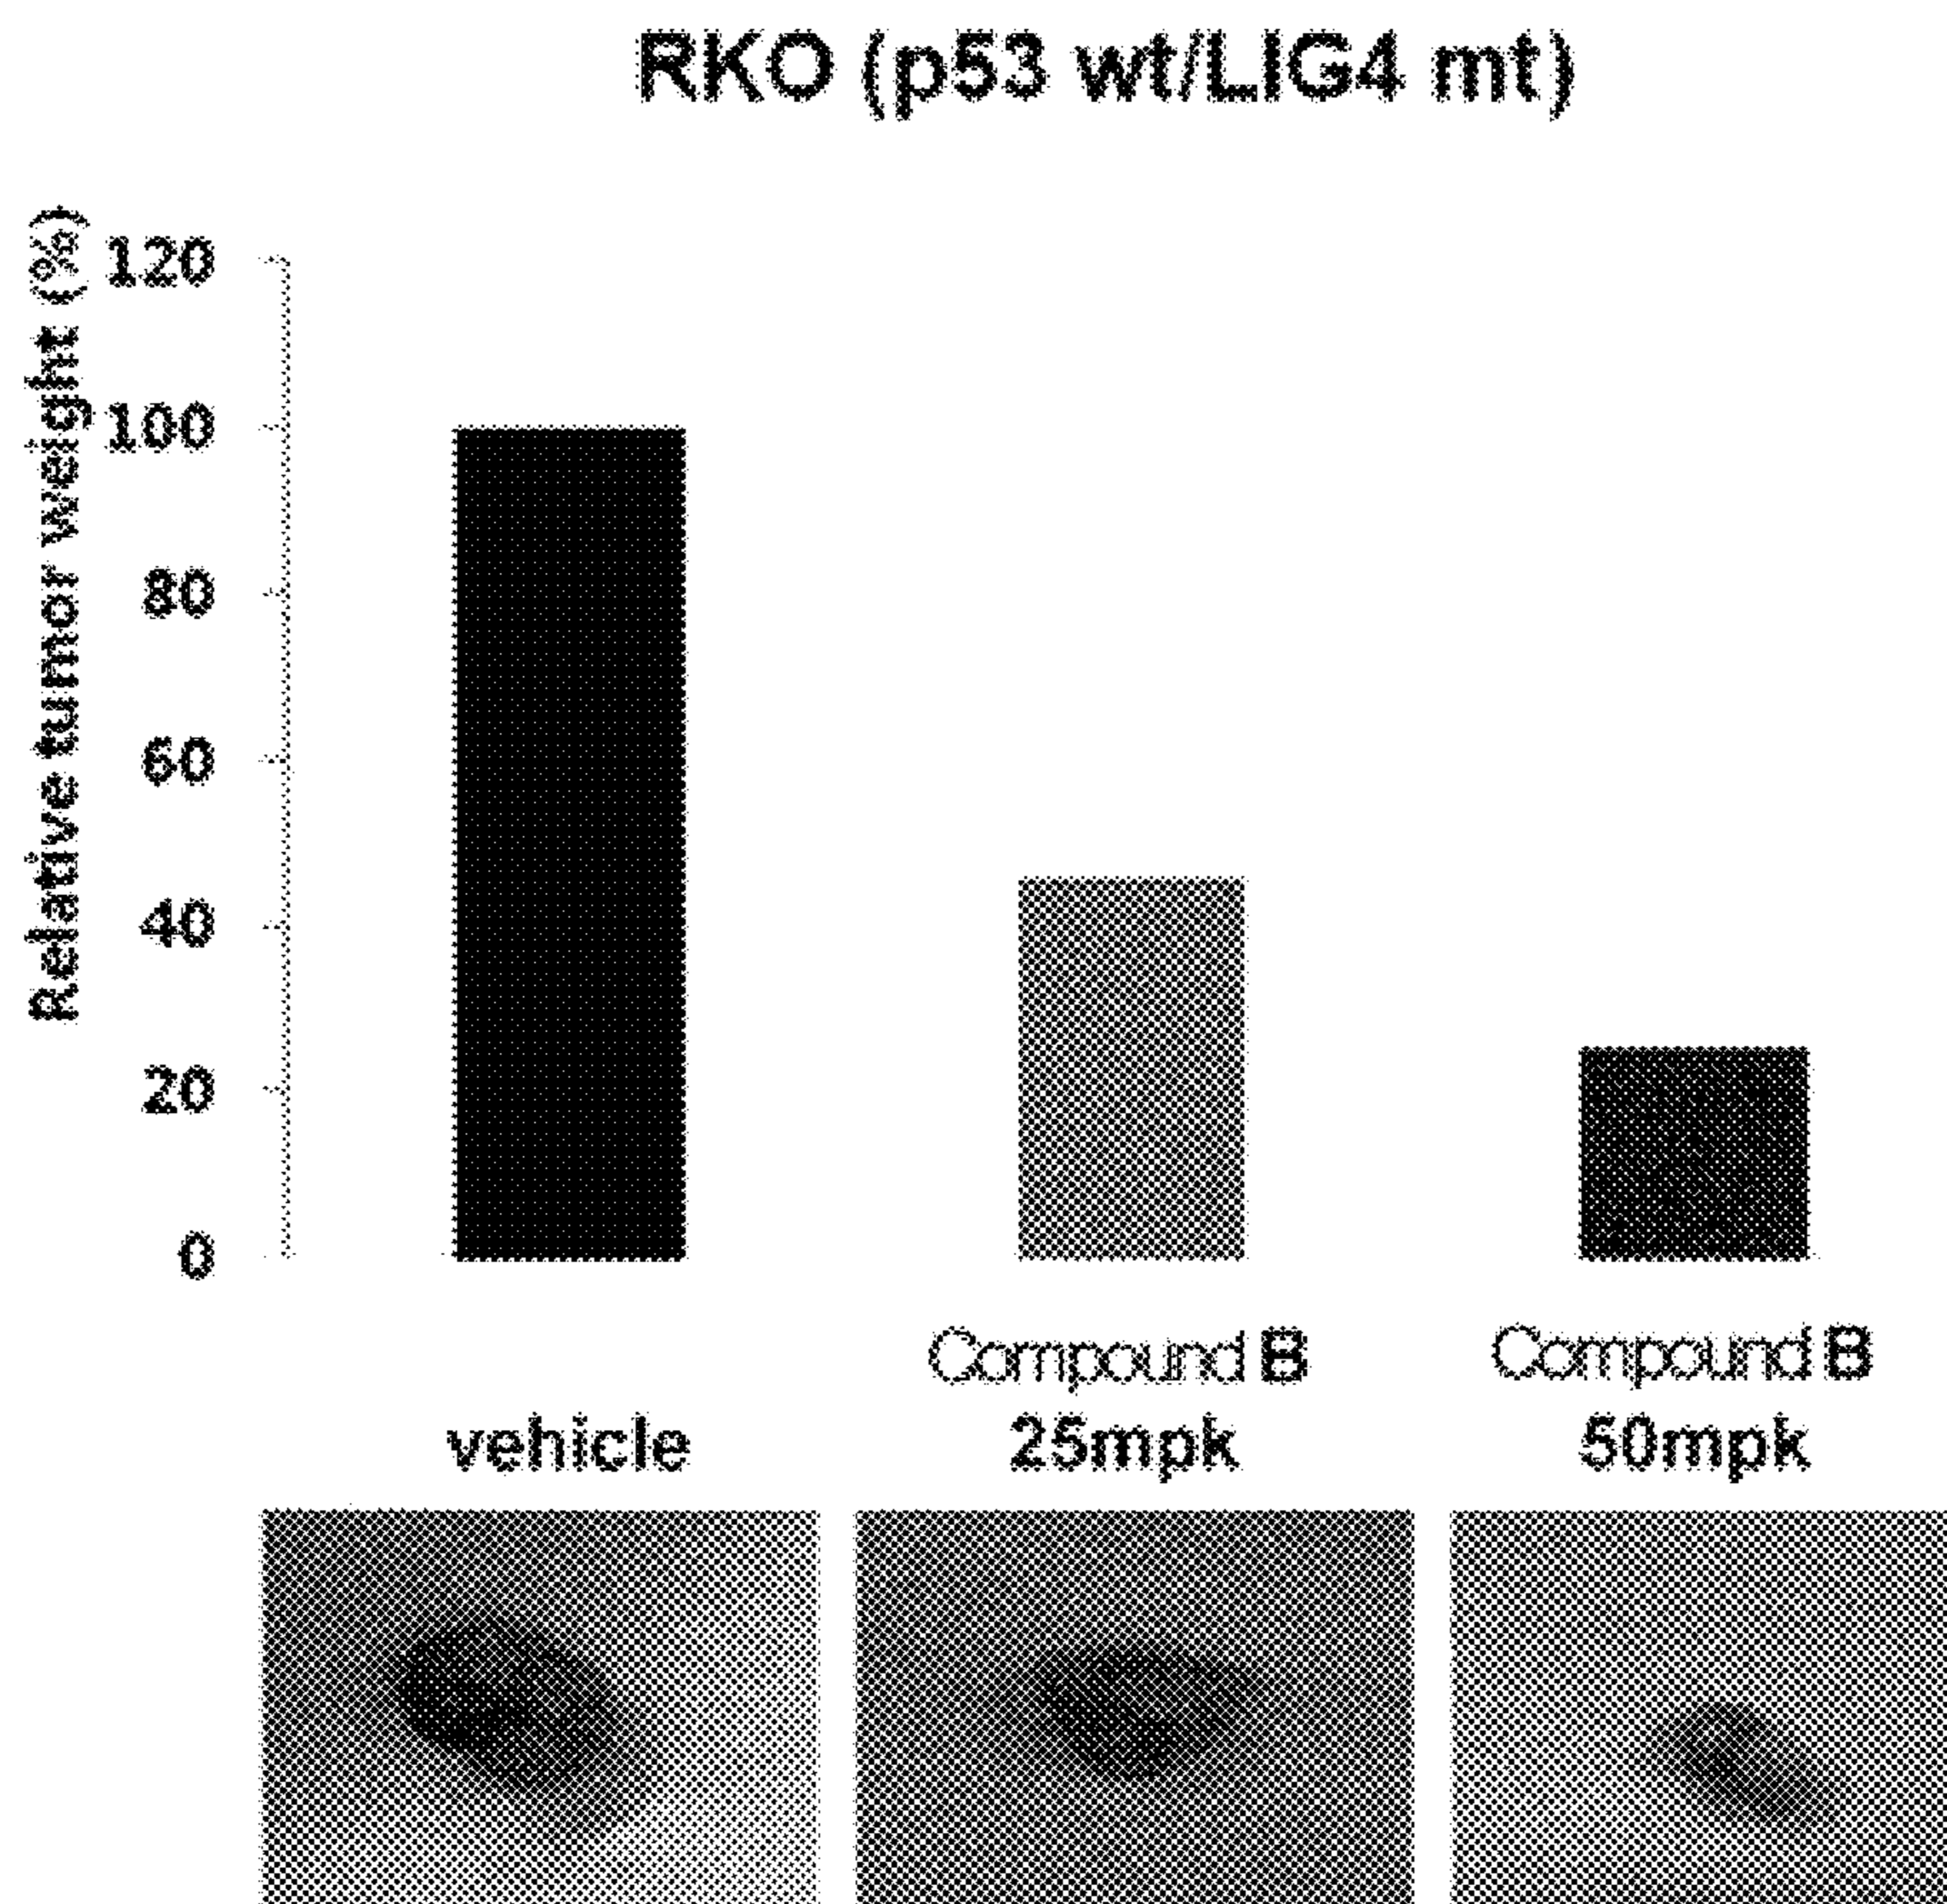 RKO (p53 wt/LIG4 mt)
Relative tumor weight (%)
120
100
80
60
40
20
0
Compound B
Compound B
vehicle
25mpk
50mpk